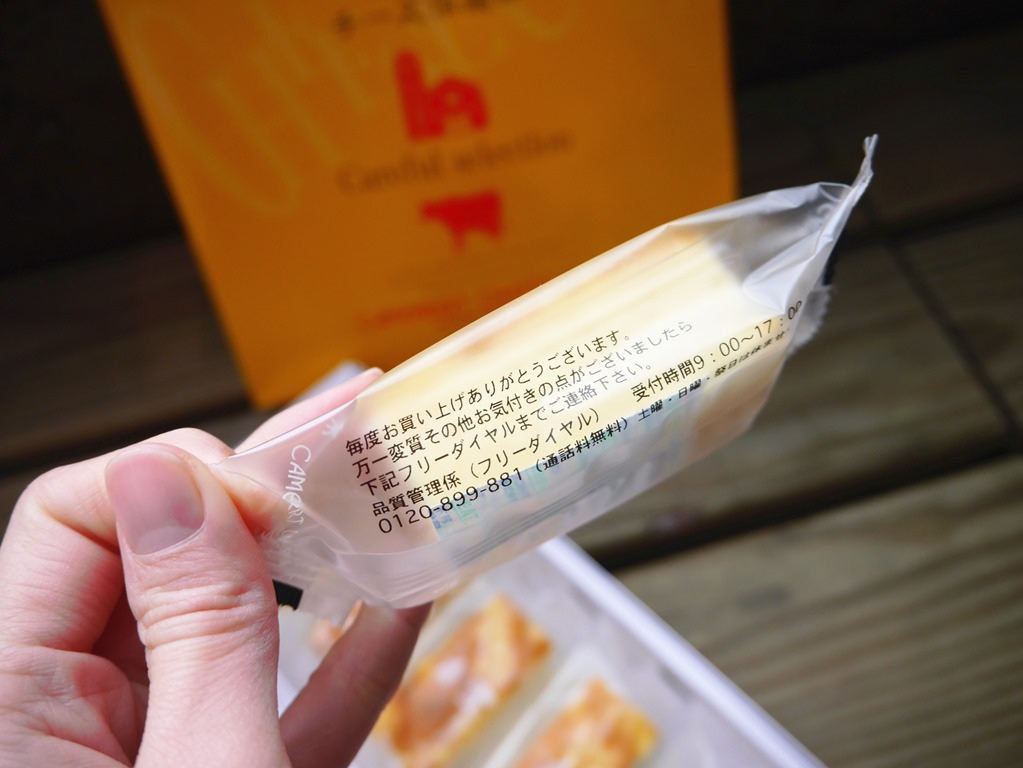 Careful selection
毎度お買い上げありがとうございます。
万一変質その他お気付きの点がございましたら
下記フリーダイヤルまでご連絡下さい。
品質管理係(フリーダイヤル) 受付時間9:00〜17:00
0120-899-881(通話料無料)土曜・日曜・祭日は休ませ